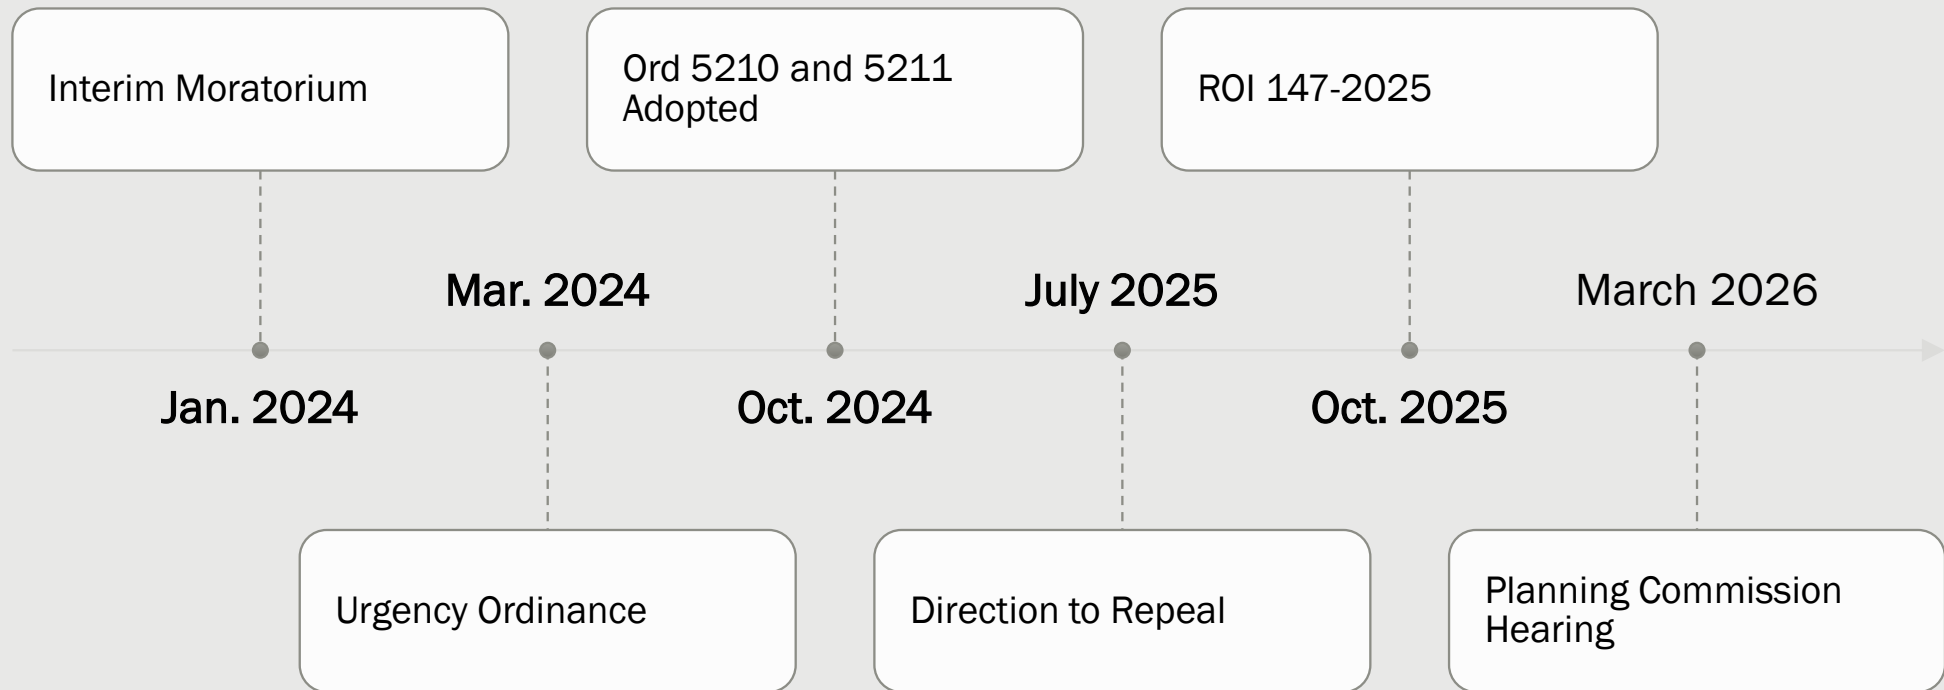 Interim Moratorium
Ord 5210 and 5211
Adopted
ROI 147-2025
Mar. 2024
July 2025
March 2026
Jan. 2024
Oct. 2024
Oct. 2025
Urgency Ordinance
Direction to Repeal
Planning Commission
Hearing